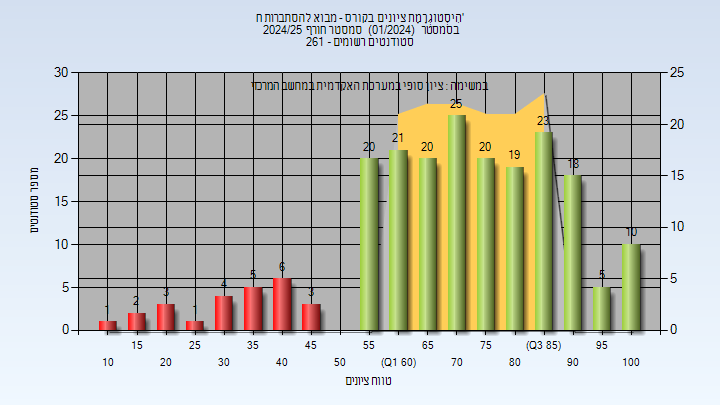 היסטוגרמת ציונים בקורס - מבוא להסתברות ח'
בסמסטר (01/2024) סמסטר חורף 2024/25
סטודנטים רשומים - 261
במשימה : ציון סופי במערכת האקדמית במחשב המרכזי
מספר סטודנטים
30 25 20 15 10 5 0
25 20 15 10 5 0
1 2 3 1 4 5 6 3 20 21 20 25 20 19 23 18 5 10
15 25 35 45 55 65 75 (Q3 85) 95
10 20 30 40 50 (Q1 60) 70 80 90 100
טווח ציונים